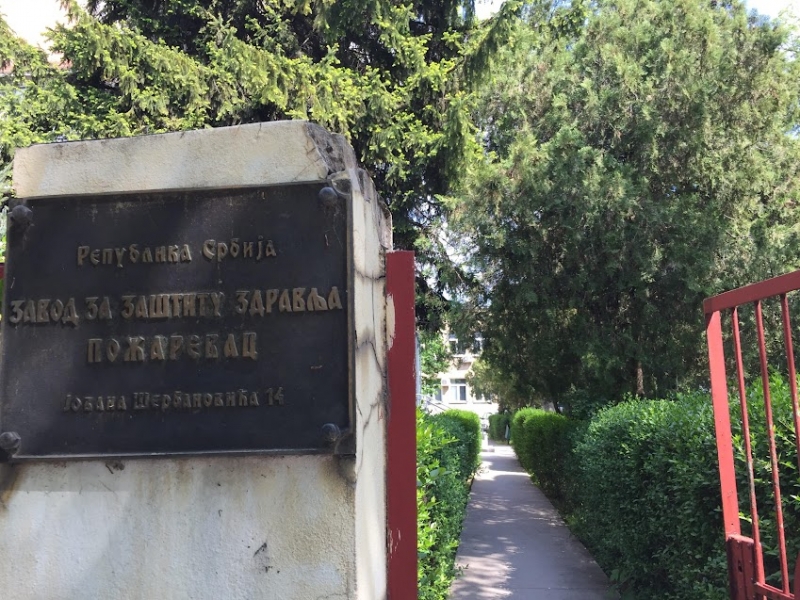 Република Србија
ЗАВОД ЗА ЗАШТИТУ ЗДРАВЉА
ПОЖАРЕВАЦ
Јована Шербановића 14